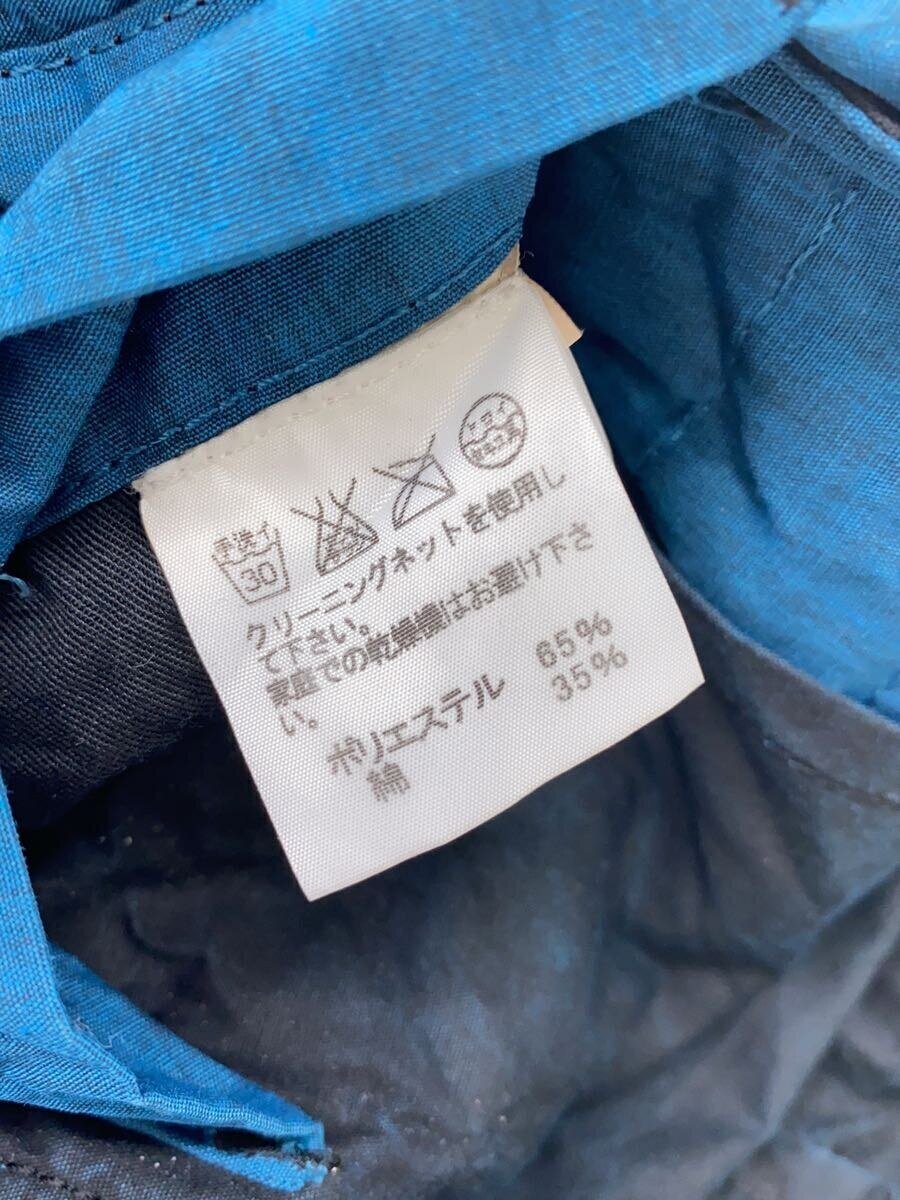 手洗イ
30
クリーニングネットを使用し
て下さい。
家庭での乾燥機はお避け下さ
い。
ポリエステル 65%
綿 35%